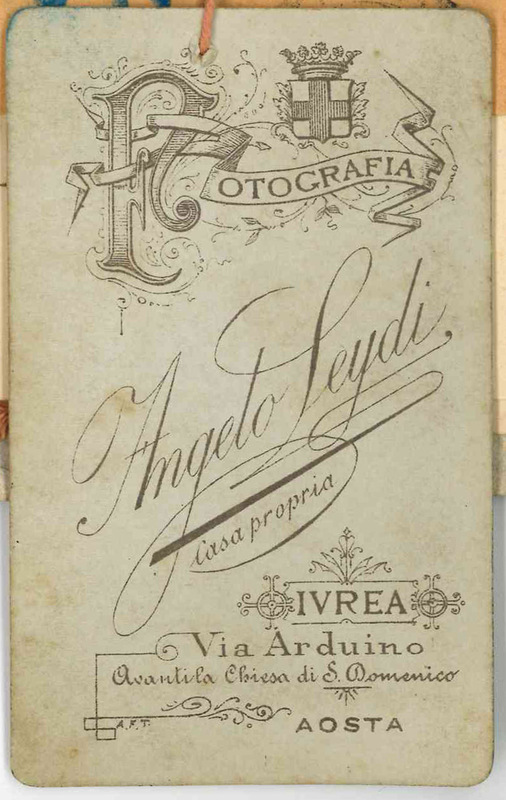 FOTOGRAFIA
Angelo Leydi
Casa propria
IVREA
Via Arduino
Avanti la Chiesa di S. Domenico
A.F.T.
AOSTA